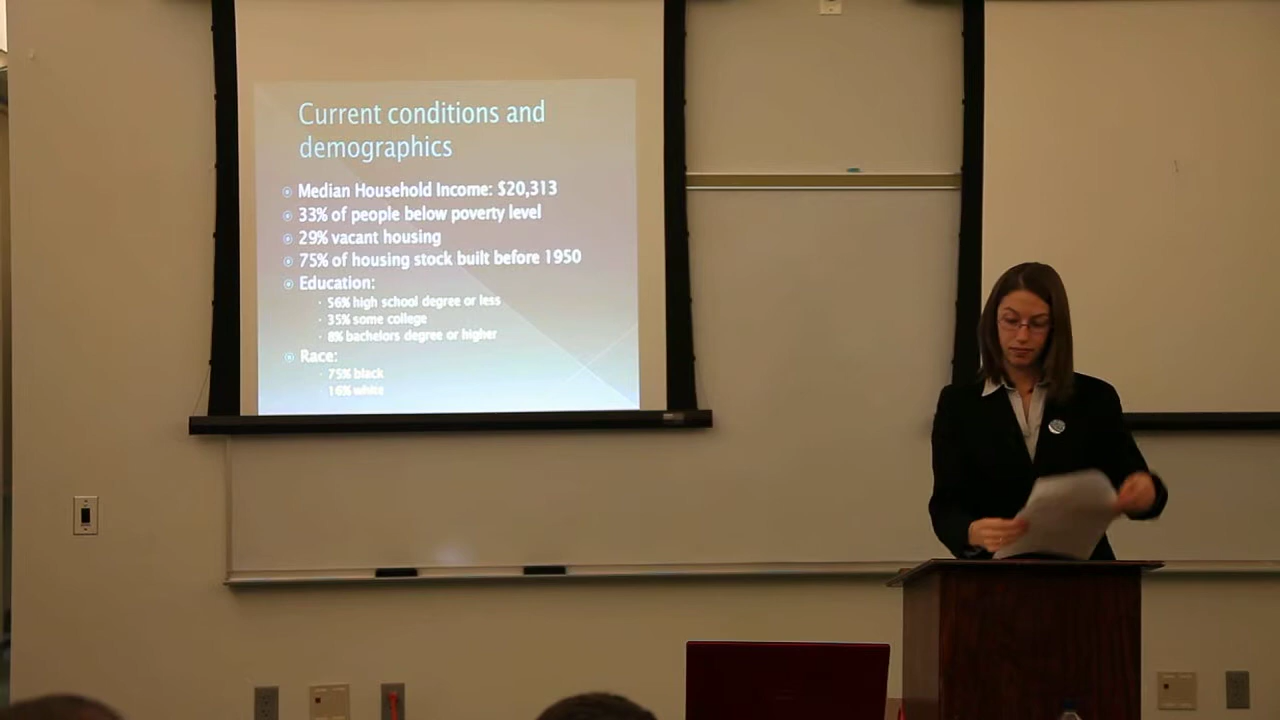 Current conditions and
demographics
Median Household Income: $20,313
33% of people below poverty level
29% vacant housing
75% of housing stock built before 1950
Education:
56% high school degree or less
35% some college
8% bachelors degree or higher
Race:
75% black
16% white